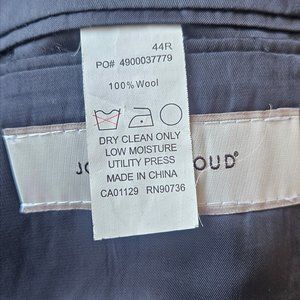 44R
PO# 4900037779
100% Wool
DRY CLEAN ONLY
LOW MOISTURE
UTILITY PRESS
MADE IN CHINA
CA01129 RN90736